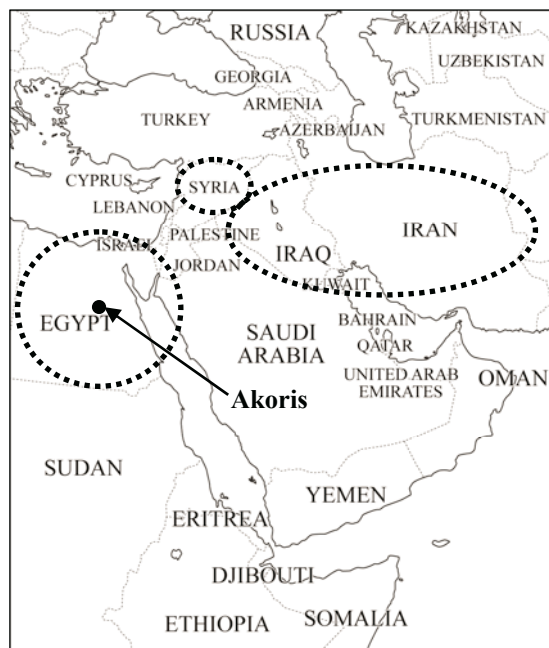 RUSSIA
KAZAKHSTAN
UZBEKISTAN
GEORGIA
ARMENIA
TURKMENISTAN
TURKEY
AZERBAIJAN
CYPRUS
SYRIA
LEBANON
IRAN
PALESTINE
ISRAEL
IRAQ
JORDAN
KUWAIT
EGYPT
BAHRAIN
SAUDI
ARABIA
QATAR
UNITED ARAB
EMIRATES
OMAN
Akoris
SUDAN
YEMEN
ERITREA
DJIBOUTI
ETHIOPIA
SOMALIA